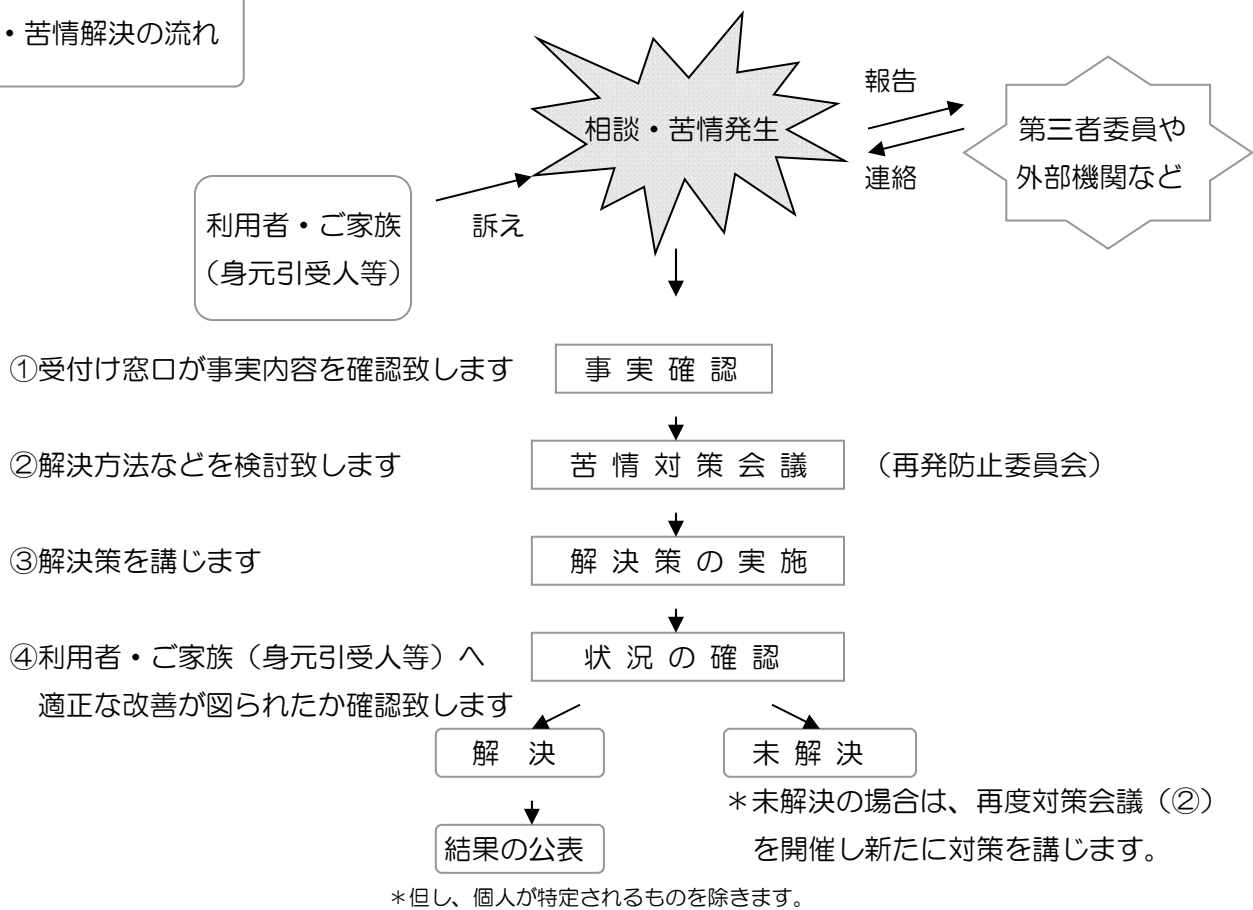 ・苦情解決の流れ
相談・苦情発生
報告
連絡
第三者委員や
外部機関など
利用者・ご家族
（身元引受人等）
訴え
①受付け窓口が事実内容を確認致します
事実確認
②解決方法などを検討致します
苦情対策会議
（再発防止委員会）
③解決策を講じます
解決策の実施
④利用者・ご家族（身元引受人等）へ
適正な改善が図られたか確認致します
状況の確認
解決
未解決
＊未解決の場合は、再度対策会議（②）
を開催し新たに対策を講じます。
結果の公表
＊但し、個人が特定されるものを除きます。